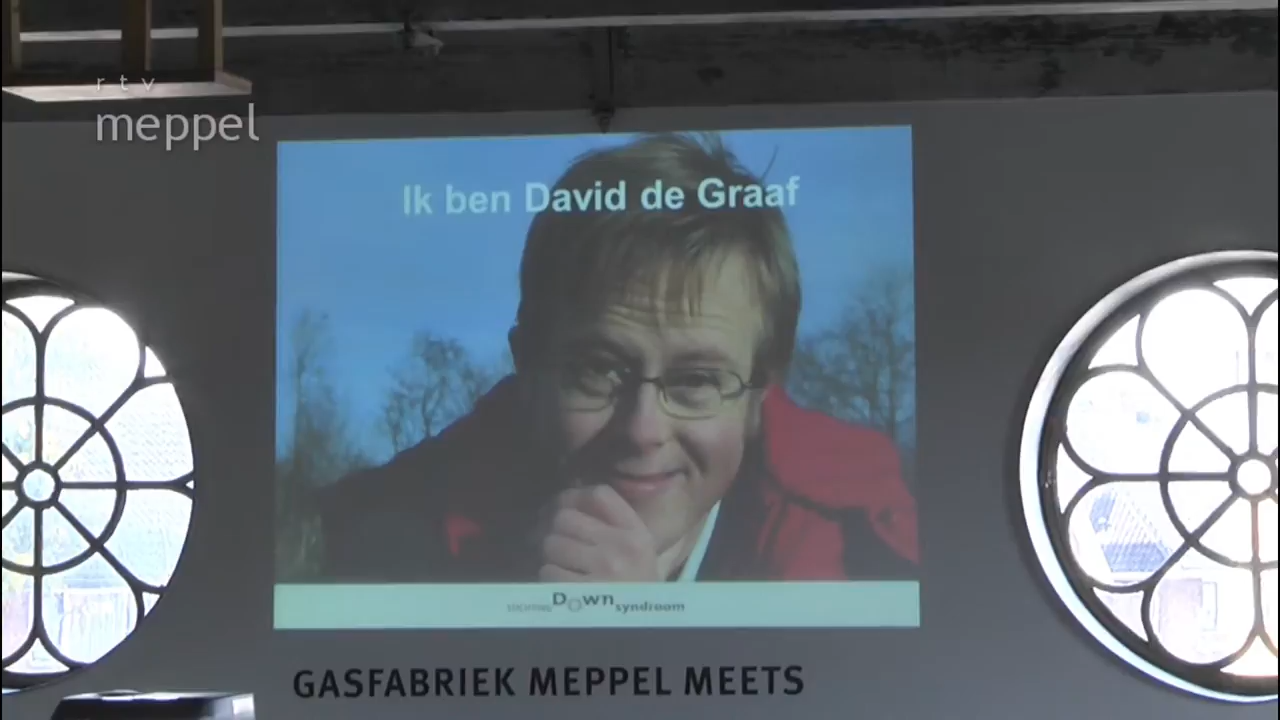 rtv
meppel
Ik ben David de Graaf
STICHTING Down syndroom
GASFABRIEK MEPPEL MEETS